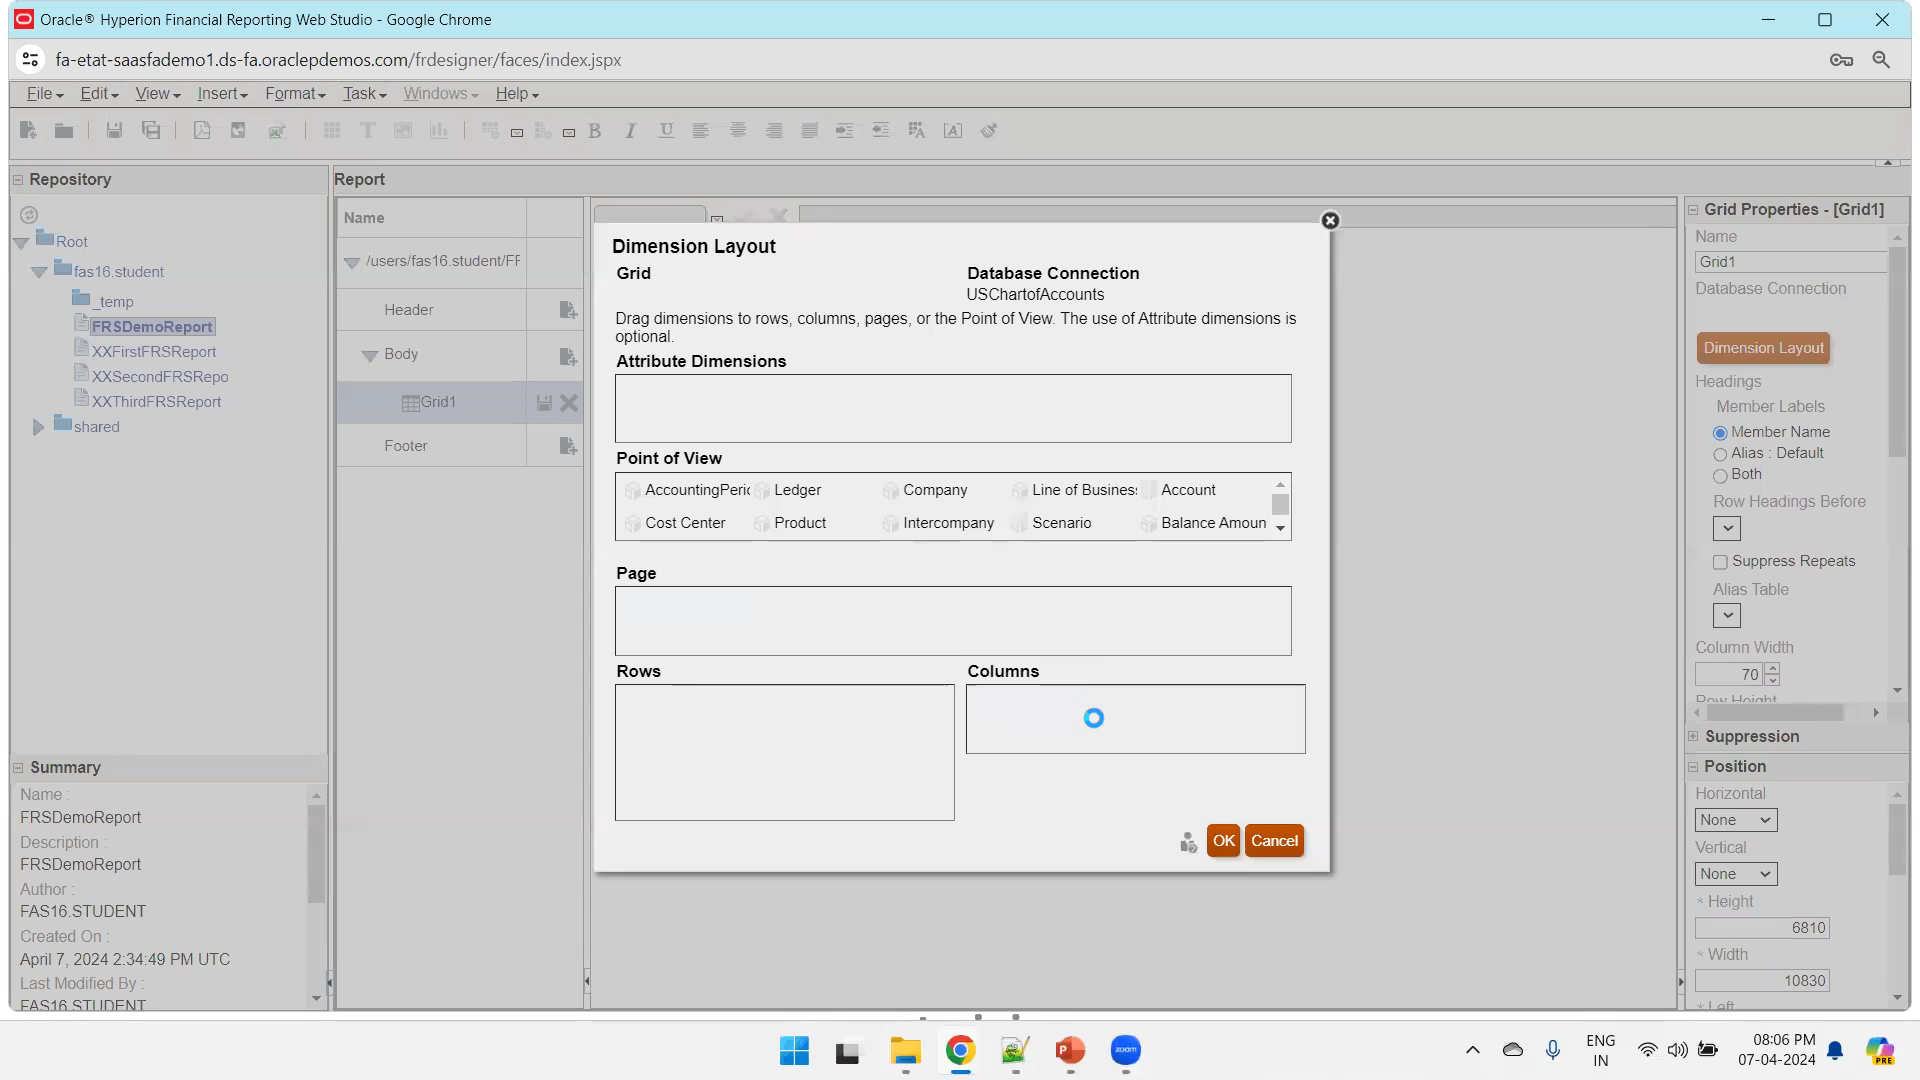 Oracle® Hyperion Financial Reporting Web Studio - Google Chrome
fa-etat-saasfademo1.ds-fa.oraclepdemos.com/frdesigner/faces/index.jspx
File Edit View Insert Format Task Windows Help
Repository
Report
Root
fas16.student
_temp
FRSDemoReport
XXFirstFRSReport
XXSecondFRSRepo
XXThirdFRSReport
shared
Summary
Name :
FRSDemoReport
Description :
FRSDemoReport
Author :
FAS16.STUDENT
Created On :
April 7, 2024 2:34:49 PM UTC
Last Modified By :
FAS16.STUDENT
Name
/users/fas16.student/FR
Header
Body
Grid1
Footer
Dimension Layout
Grid
Database Connection
USChartofAccounts
Drag dimensions to rows, columns, pages, or the Point of View. The use of Attribute dimensions is
optional.
Attribute Dimensions
Point of View
AccountingPeric Ledger Company Line of Business Account
Cost Center Product Intercompany Scenario Balance Amoun
Page
Rows
Columns
OK Cancel
Grid Properties - [Grid1]
Name
Grid1
Database Connection
Dimension Layout
Headings
Member Labels
Member Name
Alias : Default
Both
Row Headings Before
Suppress Repeats
Alias Table
Column Width
70
Row Height
Suppression
Position
Horizontal
None
Vertical
None
* Height
6810
* Width
10830
* Left
zoom
ENG
IN
08:06 PM
07-04-2024
PRE